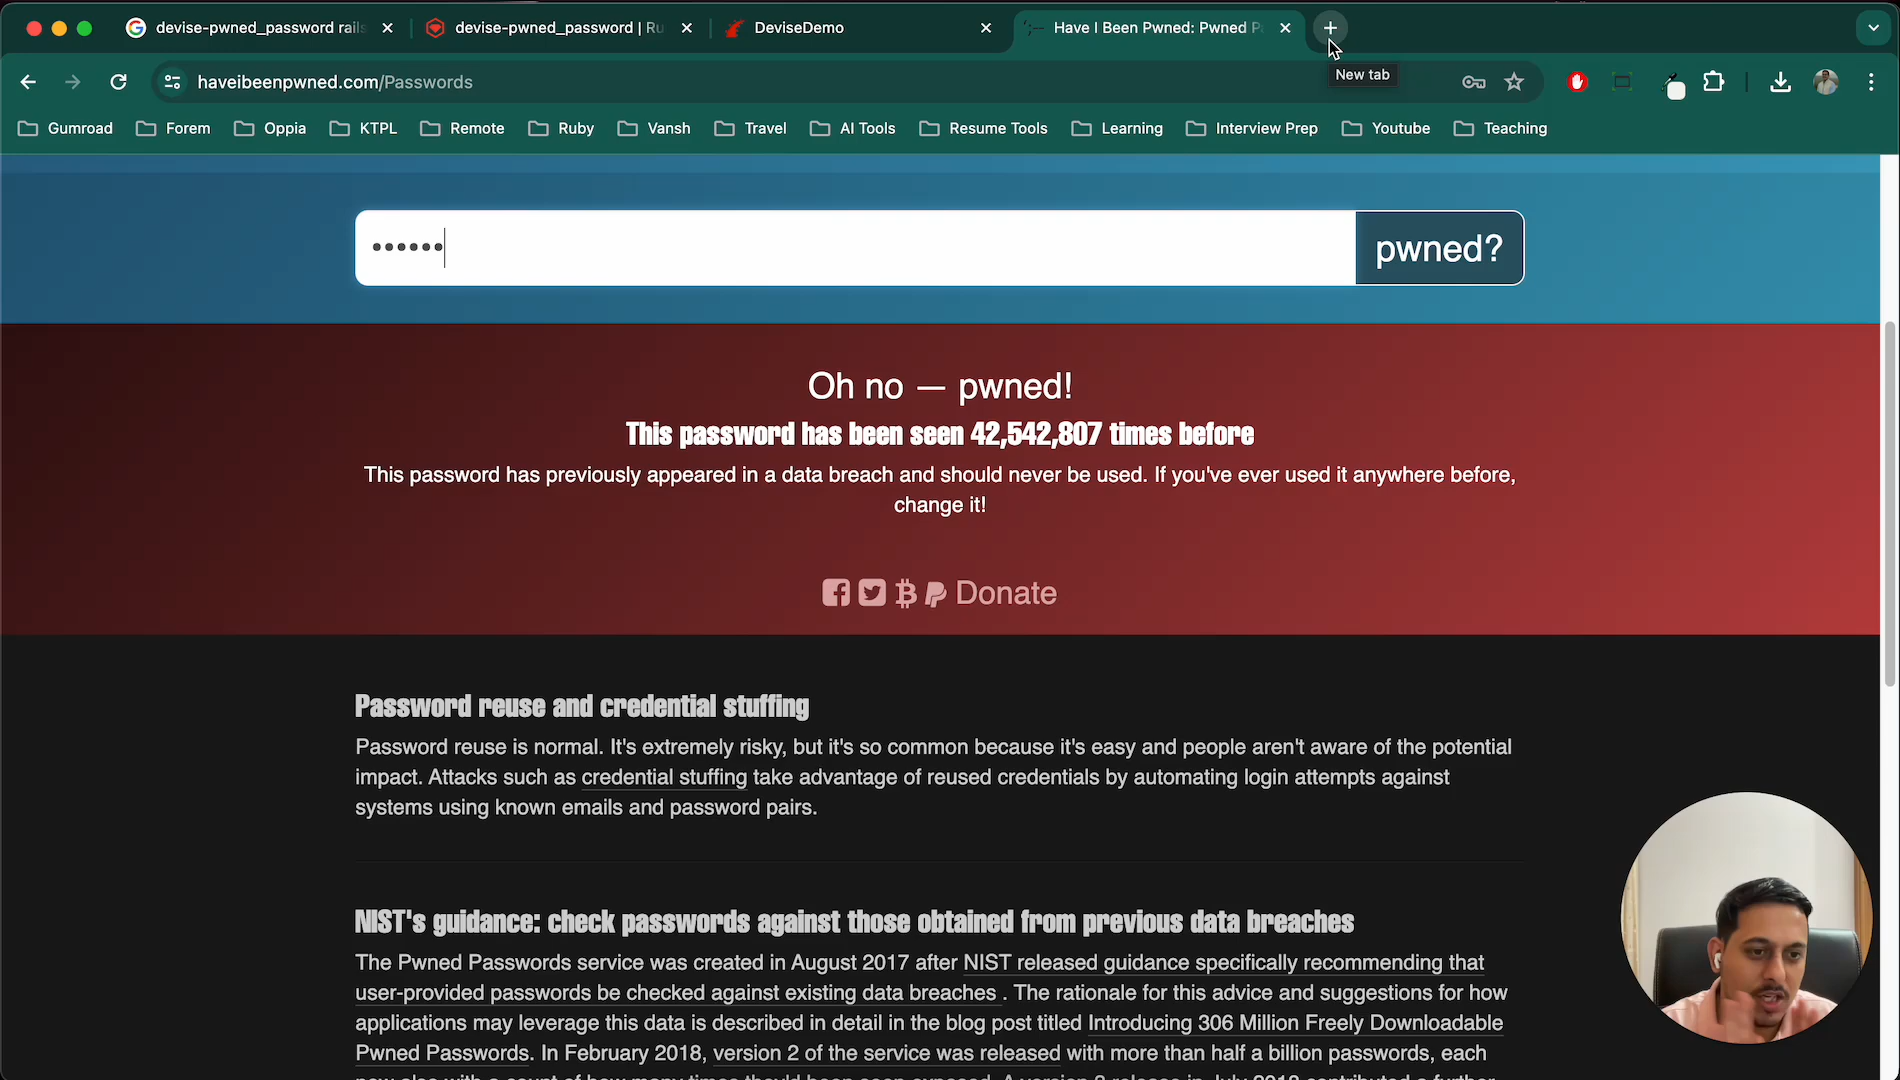 devise-pwned_password rails
devise-pwned_password | Ru
DeviseDemo
Have I Been Pwned: Pwned P
haveibeenpwned.com/Passwords
New tab
Gumroad
Forem
Oppia
KTPL
Remote
Ruby
Vansh
Travel
AI Tools
Resume Tools
Learning
Interview Prep
Youtube
Teaching
pwned?
Oh no — pwned!
This password has been seen 42,542,807 times before
This password has previously appeared in a data breach and should never be used. If you've ever used it anywhere before,
change it!
Donate
Password reuse and credential stuffing
Password reuse is normal. It's extremely risky, but it's so common because it's easy and people aren't aware of the potential
impact. Attacks such as credential stuffing take advantage of reused credentials by automating login attempts against
systems using known emails and password pairs.
NIST's guidance: check passwords against those obtained from previous data breaches
The Pwned Passwords service was created in August 2017 after NIST released guidance specifically recommending that
user-provided passwords be checked against existing data breaches . The rationale for this advice and suggestions for how
applications may leverage this data is described in detail in the blog post titled Introducing 306 Million Freely Downloadable
Pwned Passwords. In February 2018, version 2 of the service was released with more than half a billion passwords, each